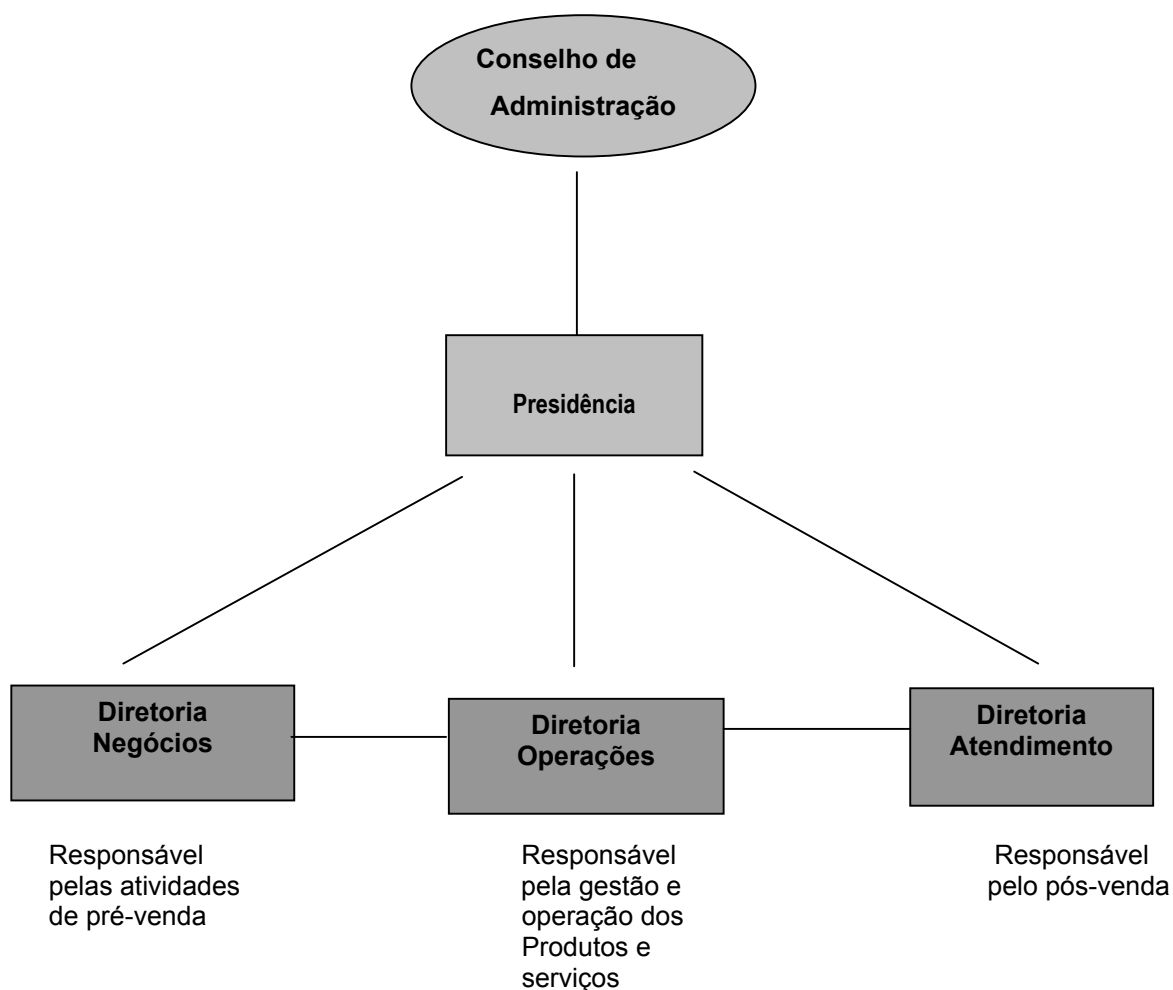 Conselho de
Administração
Presidência
Diretoria
Negócios
Diretoria
Operações
Diretoria
Atendimento
Responsável
pelas atividades
de pré-venda
Responsável
pela gestão e
operação dos
Produtos e
serviços
Responsável
pelo pós-venda